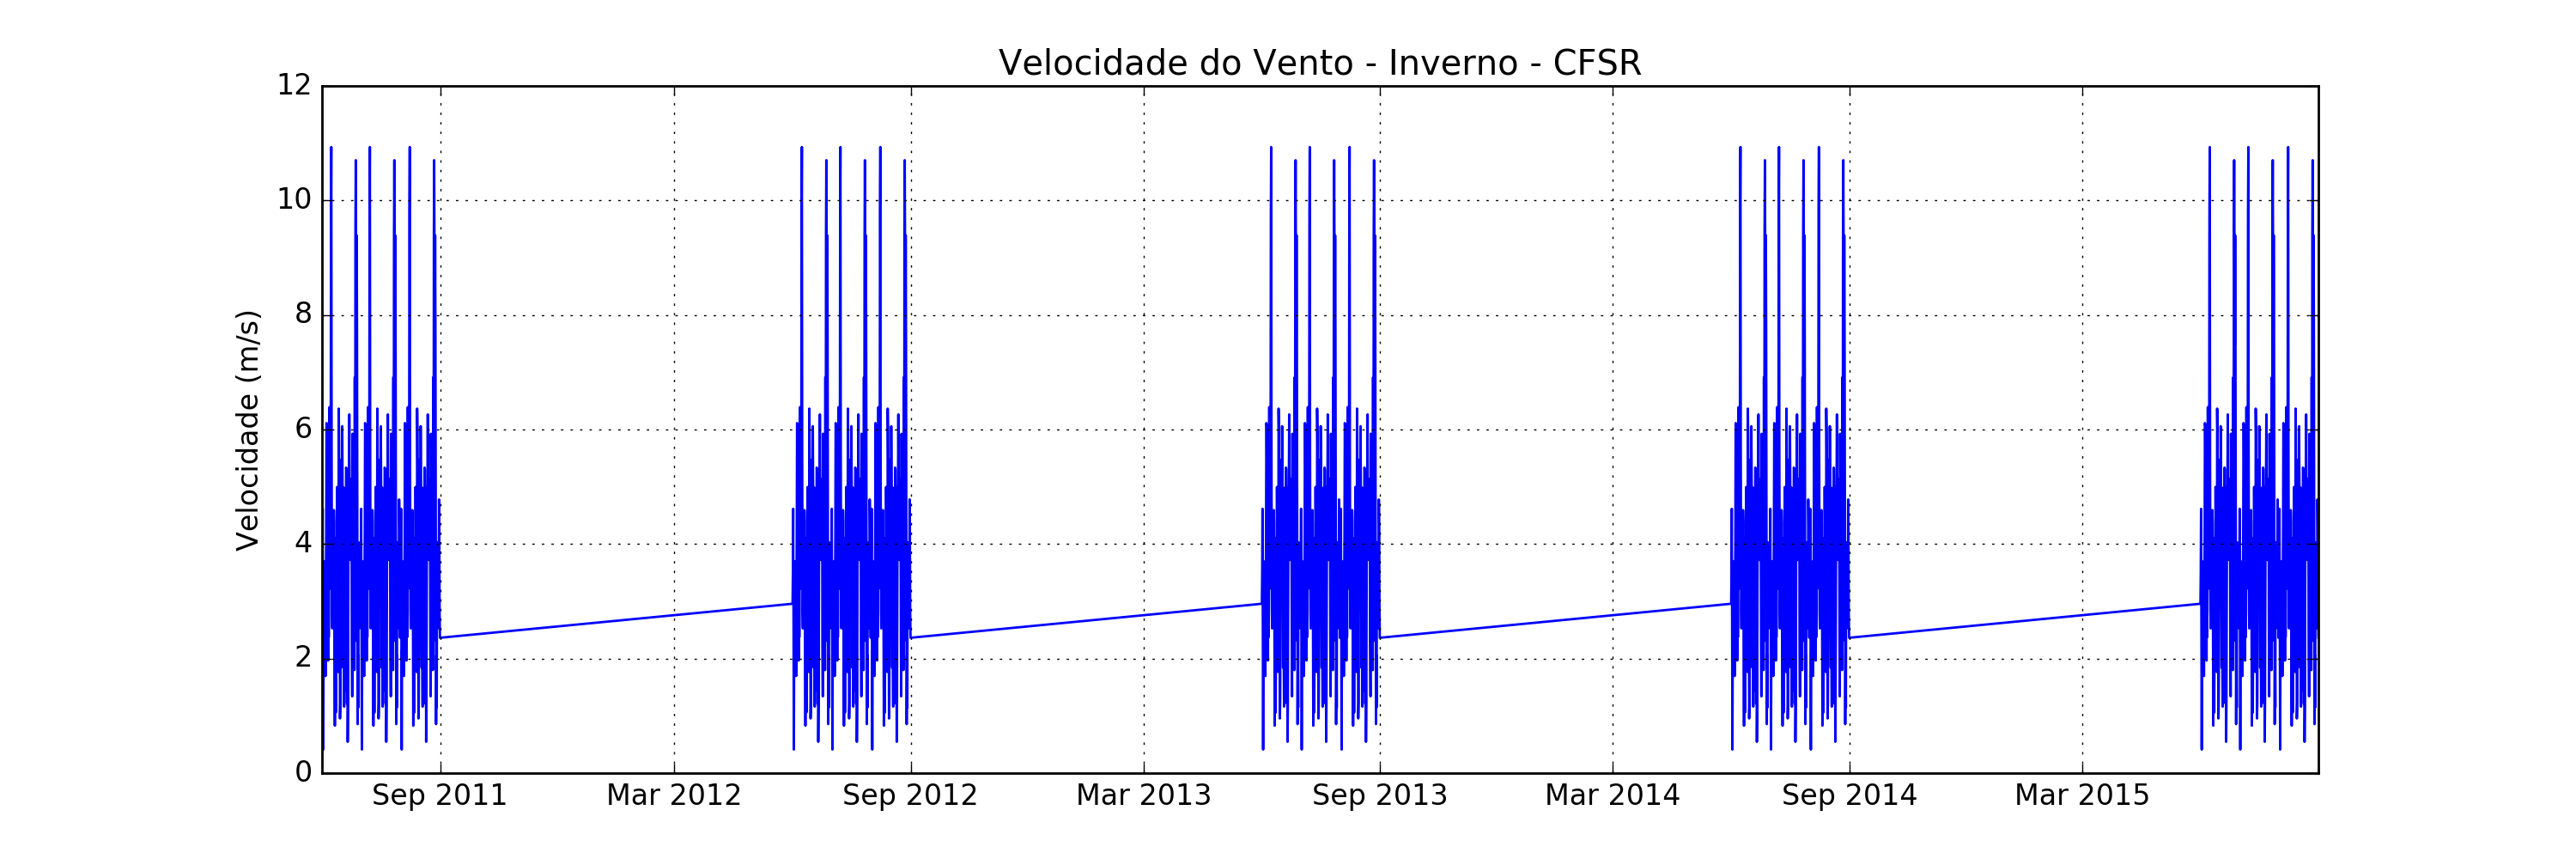 Velocidade do Vento - Inverno - CFSR
Velocidade (m/s)
12
10
8
6
4
2
0
Sep 2011 Mar 2012 Sep 2012 Mar 2013 Sep 2013 Mar 2014 Sep 2014 Mar 2015